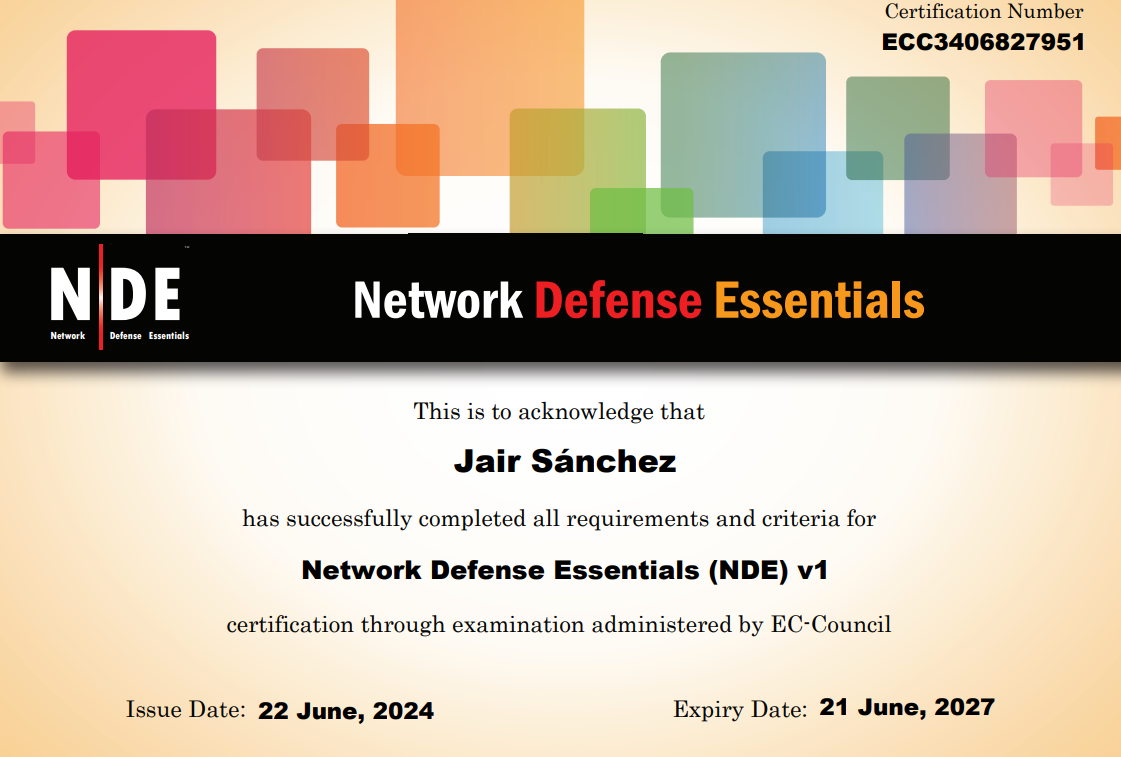 Certification Number
ECC3406827951
NDE
™
Network Defense Essentials
Network Defense Essentials
This is to acknowledge that
Jair Sánchez
has successfully completed all requirements and criteria for
Network Defense Essentials (NDE) v1
certification through examination administered by EC-Council
Issue Date: 22 June, 2024
Expiry Date: 21 June, 2027